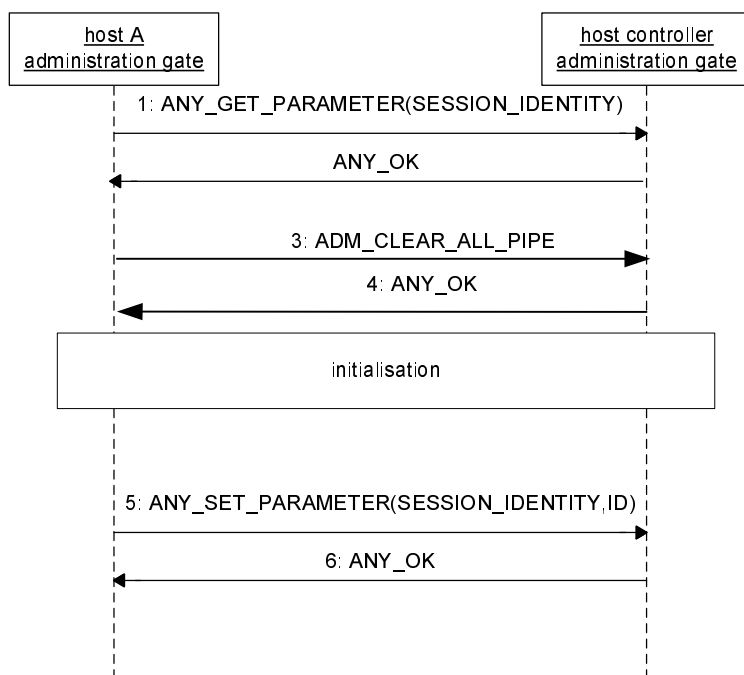 host A
administration gate
host controller
administration gate
1: ANY_GET_PARAMETER(SESSION_IDENTITY)
ANY_OK
3: ADM_CLEAR_ALL_PIPE
4: ANY_OK
initialisation
5: ANY_SET_PARAMETER(SESSION_IDENTITY,ID)
6: ANY_OK